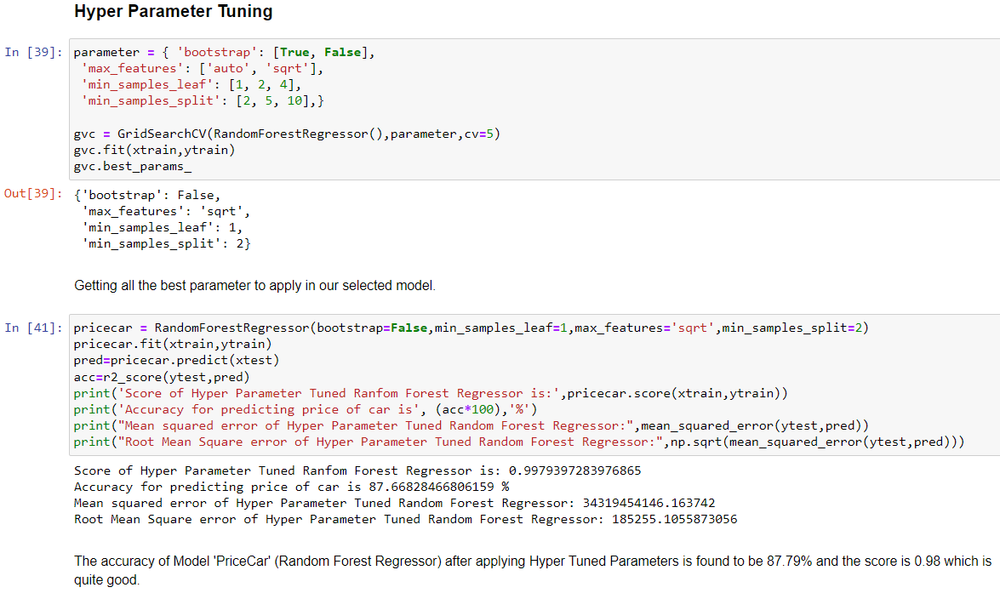 Hyper Parameter Tuning
In [39]: parameter = { 'bootstrap': [True, False],
'max_features': ['auto', 'sqrt'],
'min_samples_leaf': [1, 2, 4],
'min_samples_split': [2, 5, 10],}
gvc = GridSearchCV(RandomForestRegressor(),parameter,cv=5)
gvc.fit(xtrain,ytrain)
gvc.best_params_
Out[39]: {'bootstrap': False,
'max_features': 'sqrt',
'min_samples_leaf': 1,
'min_samples_split': 2}
Getting all the best parameter to apply in our selected model.
In [41]: pricecar = RandomForestRegressor(bootstrap=False,min_samples_leaf=1,max_features='sqrt',min_samples_split=2)
pricecar.fit(xtrain,ytrain)
pred=pricecar.predict(xtest)
acc=r2_score(ytest,pred)
print('Score of Hyper Parameter Tuned Ranfom Forest Regressor is:',pricecar.score(xtrain,ytrain))
print('Accuracy for predicting price of car is', (acc*100),'%')
print("Mean squared error of Hyper Parameter Tuned Random Forest Regressor:",mean_squared_error(ytest,pred))
print("Root Mean Square error of Hyper Parameter Tuned Random Forest Regressor:",np.sqrt(mean_squared_error(ytest,pred)))
Score of Hyper Parameter Tuned Ranfom Forest Regressor is: 0.9979397283976865
Accuracy for predicting price of car is 87.66828466806159 %
Mean squared error of Hyper Parameter Tuned Random Forest Regressor: 34319454146.163742
Root Mean Square error of Hyper Parameter Tuned Random Forest Regressor: 185255.1055873056
The accuracy of Model 'PriceCar' (Random Forest Regressor) after applying Hyper Tuned Parameters is found to be 87.79% and the score is 0.98 which is
quite good.